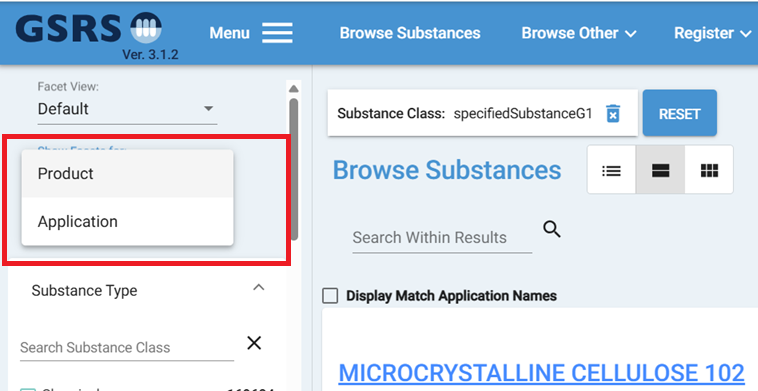 GSRS
Ver. 3.1.2
Menu
Browse Substances
Browse Other
Register
Facet View:
Default
Show Facets for:
Product
Application
Substance Type
Search Substance Class
Substance Class: specifiedSubstanceG1
RESET
Browse Substances
Search Within Results
Display Match Application Names
MICROCRYSTALLINE CELLULOSE 102